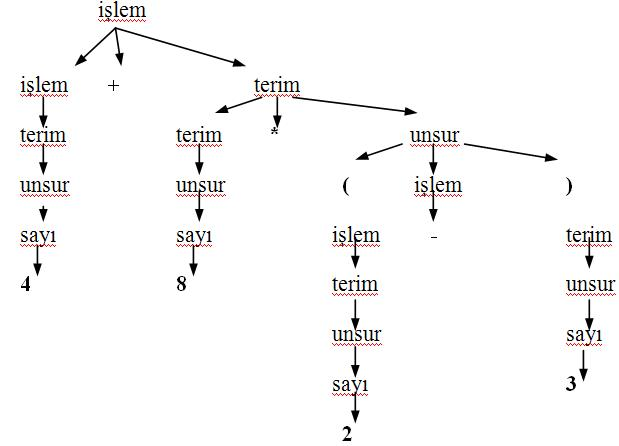 işlem
işlem + terim
terim terim * unsur
unsur unsur ( işlem )
sayı sayı işlem - terim
4 8 terim unsur
unsur sayı
sayı 3
2